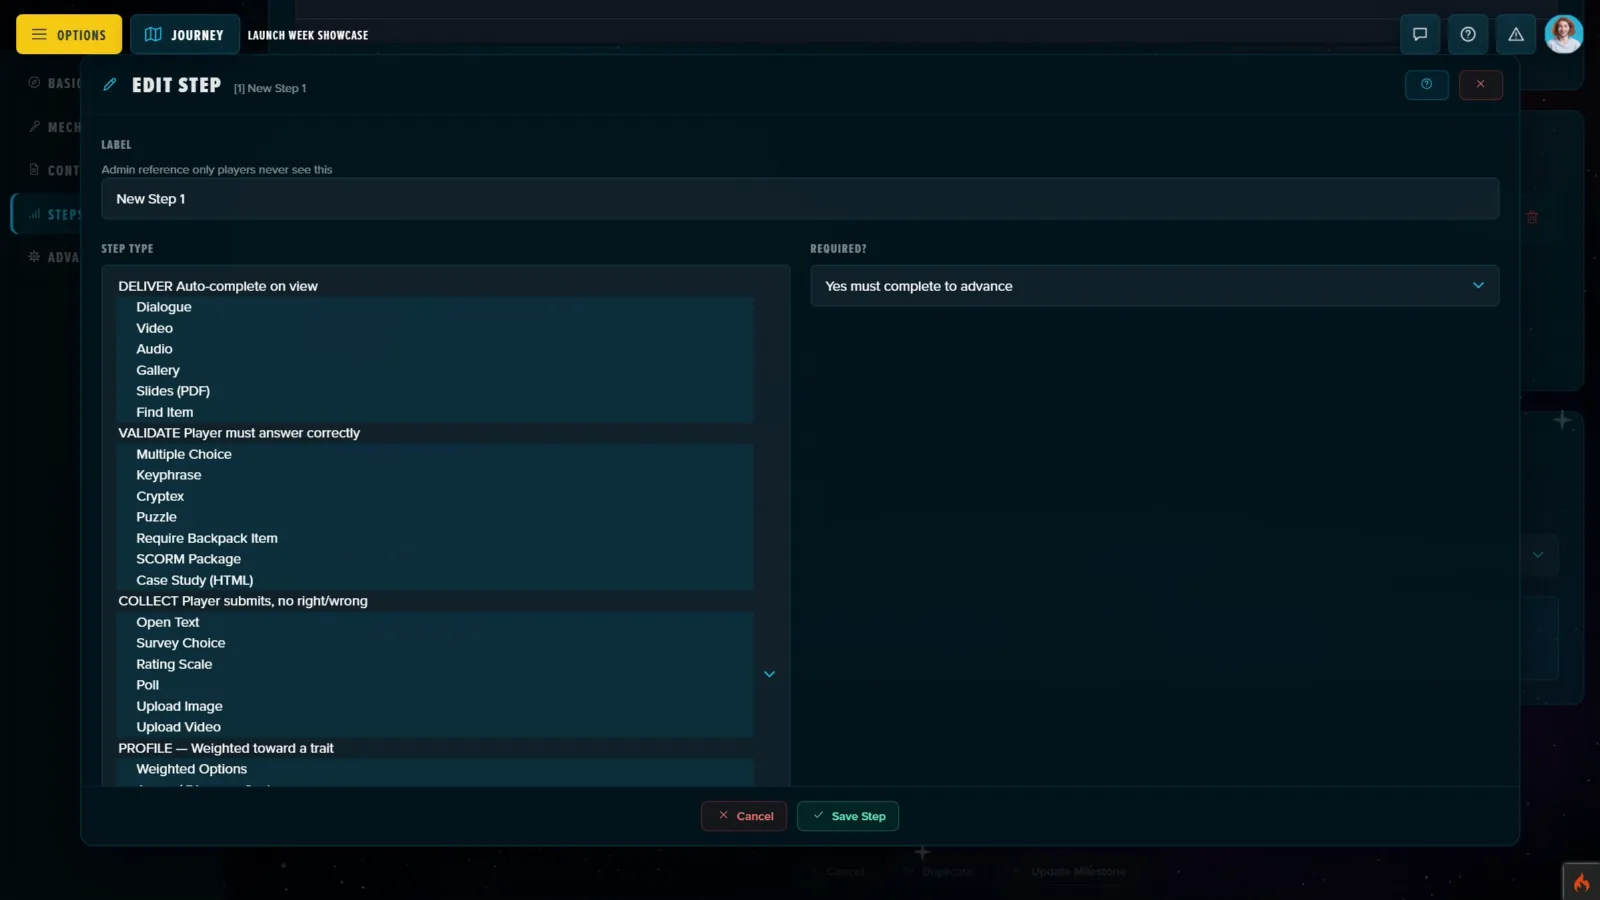 OPTIONS
JOURNEY
LAUNCH WEEK SHOWCASE
BASIC
MECH
CONT
STEPS
ADVA
EDIT STEP
[1] New Step 1
LABEL
Admin reference only players never see this
New Step 1
STEP TYPE
REQUIRED?
Yes must complete to advance
DELIVER Auto-complete on view
Dialogue
Video
Audio
Gallery
Slides (PDF)
Find Item
VALIDATE Player must answer correctly
Multiple Choice
Keyphrase
Cryptex
Puzzle
Require Backpack Item
SCORM Package
Case Study (HTML)
COLLECT Player submits, no right/wrong
Open Text
Survey Choice
Rating Scale
Poll
Upload Image
Upload Video
PROFILE — Weighted toward a trait
Weighted Options
Cancel
Save Step
Cancel
Duplicate
Update Milestone